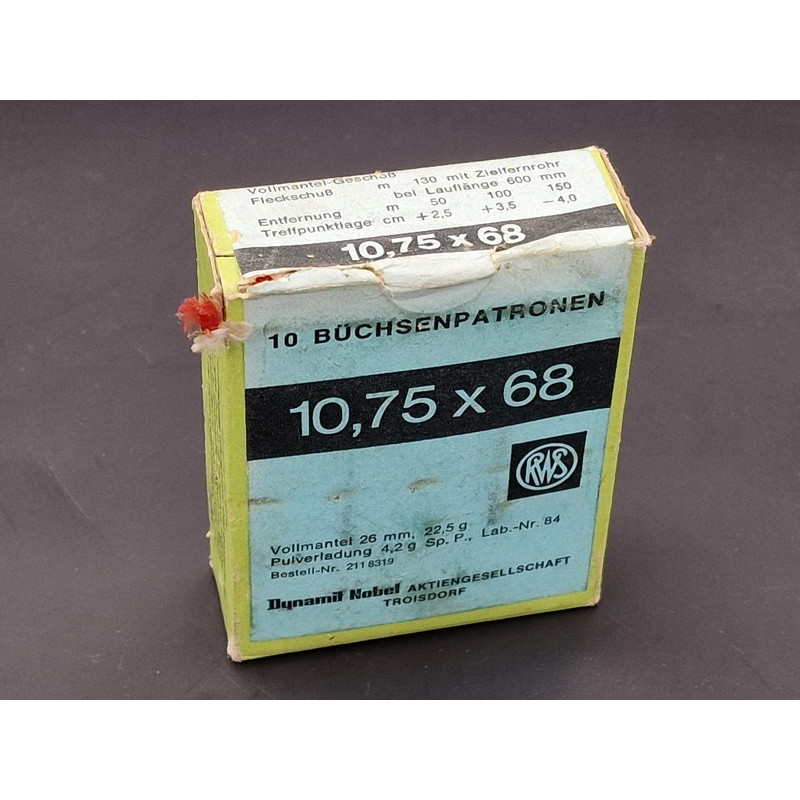 Vollmantel-Geschoß
Fleckschuß m 130 mit Zielfernrohr
bei Lauflänge 600 mm
Entfernung m 50 100 150
Treffpunktlage cm +2,5 +3,5 −4,0
10,75 x 68
10 BÜCHSENPATRONEN
10,75 x 68
RWS
Vollmantel 26 mm, 22,5 g
Pulverladung 4,2 g Sp. P., Lab.-Nr. 84
Bestell-Nr. 211 8319
Dynamit Nobel AKTIENGESELLSCHAFT
TROISDORF